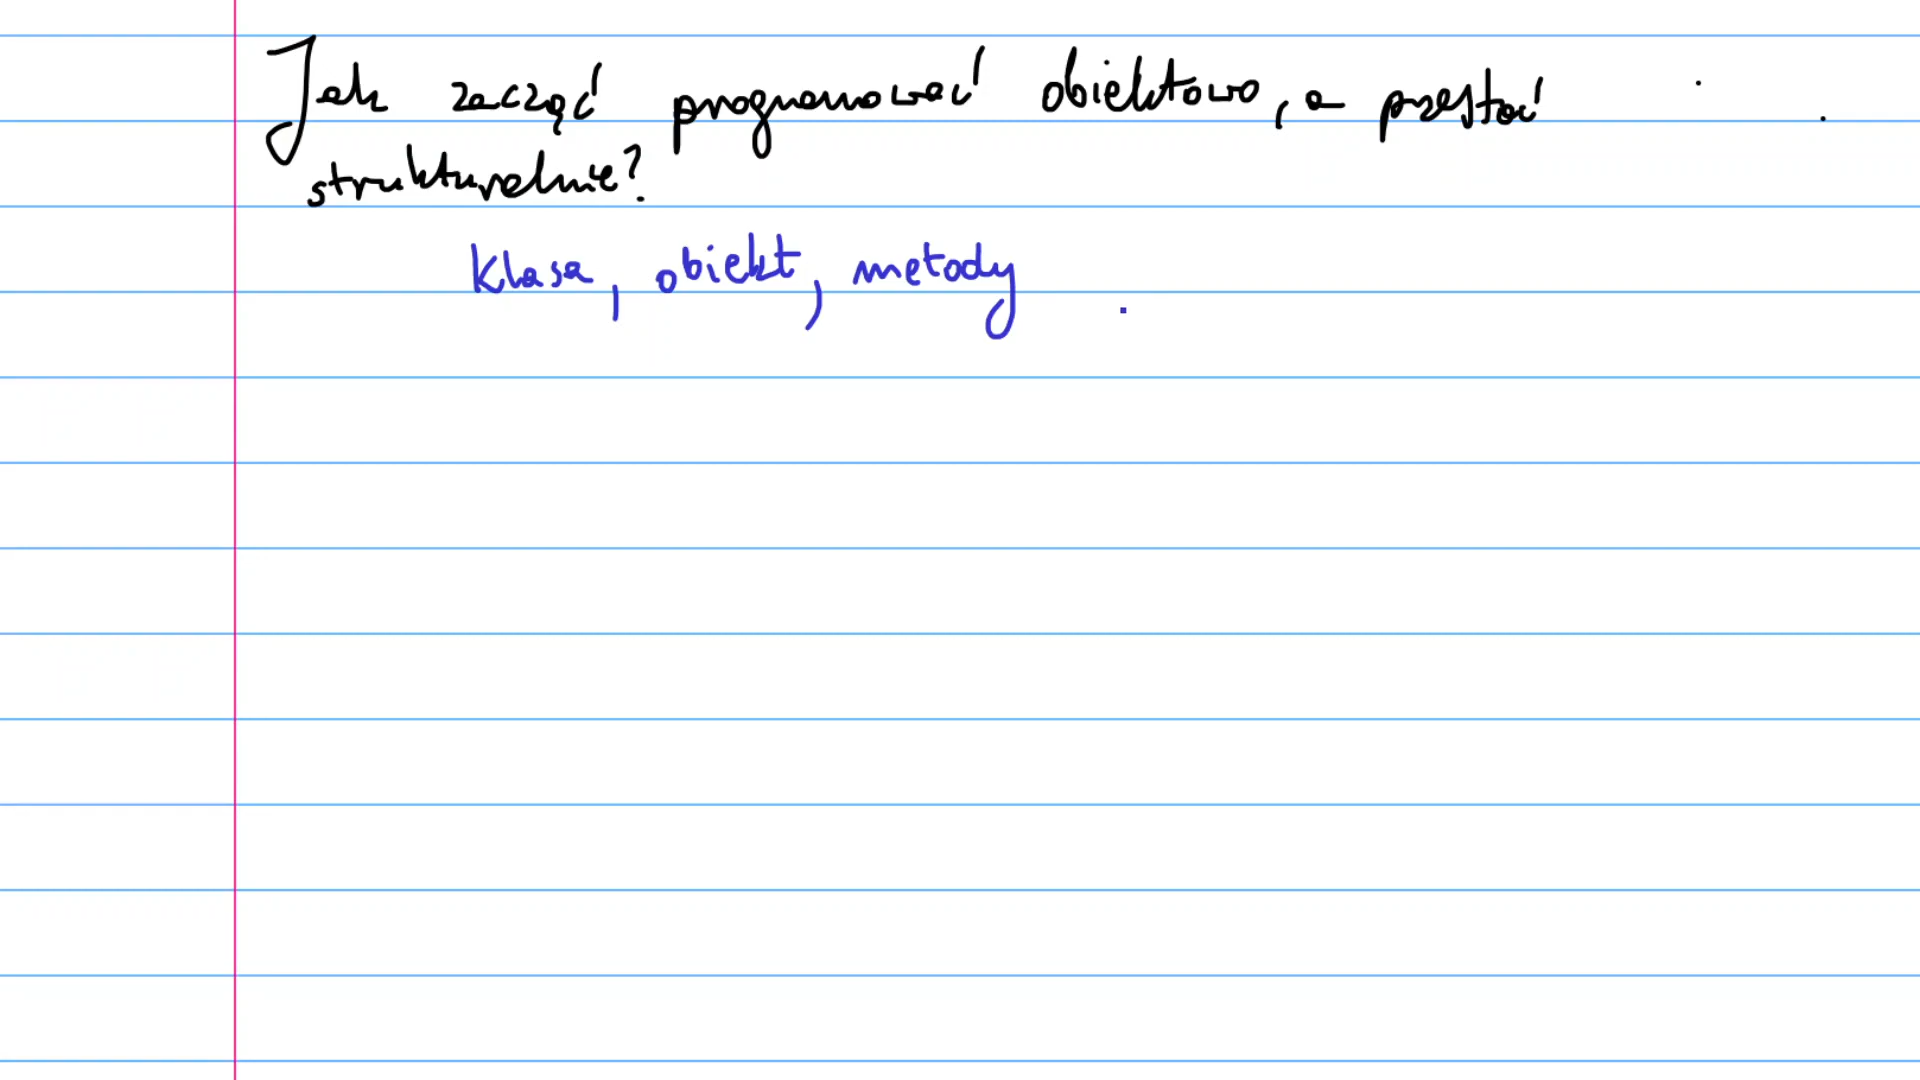 Jak zacząć programować obiektowo, a przestać
strukturalnie?
klasa, obiekt, metody